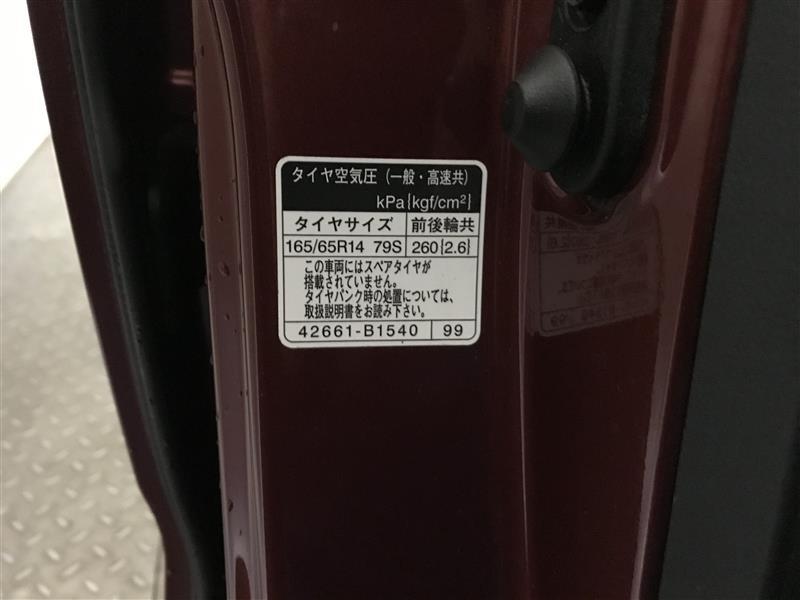 タイヤ空気圧（一般・高速共）
kPa{kgf/cm²}
タイヤサイズ 前後輪共
165/65R14 79S 260{2.6}
この車両にはスペアタイヤが
搭載されていません。
タイヤパンク時の処置については、
取扱説明書をお読み下さい。
42661-B1540 99